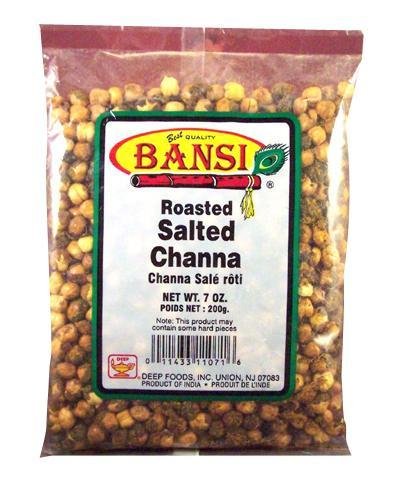 Best QUALITY
BANSI
®
Roasted
Salted
Channa
Channa Salé rôti
NET WT. 7 OZ.
POIDS NET : 200g.
Note: This product may
contain some hard pieces
0 11433 11071 6
DEEP
DEEP FOODS, INC. UNION, NJ 07083
PRODUCT OF INDIA • PRODUIT DE L'INDE